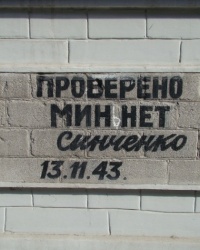 ПРОВЕРЕНО
МИН НЕТ
Синченко
13.11.43.